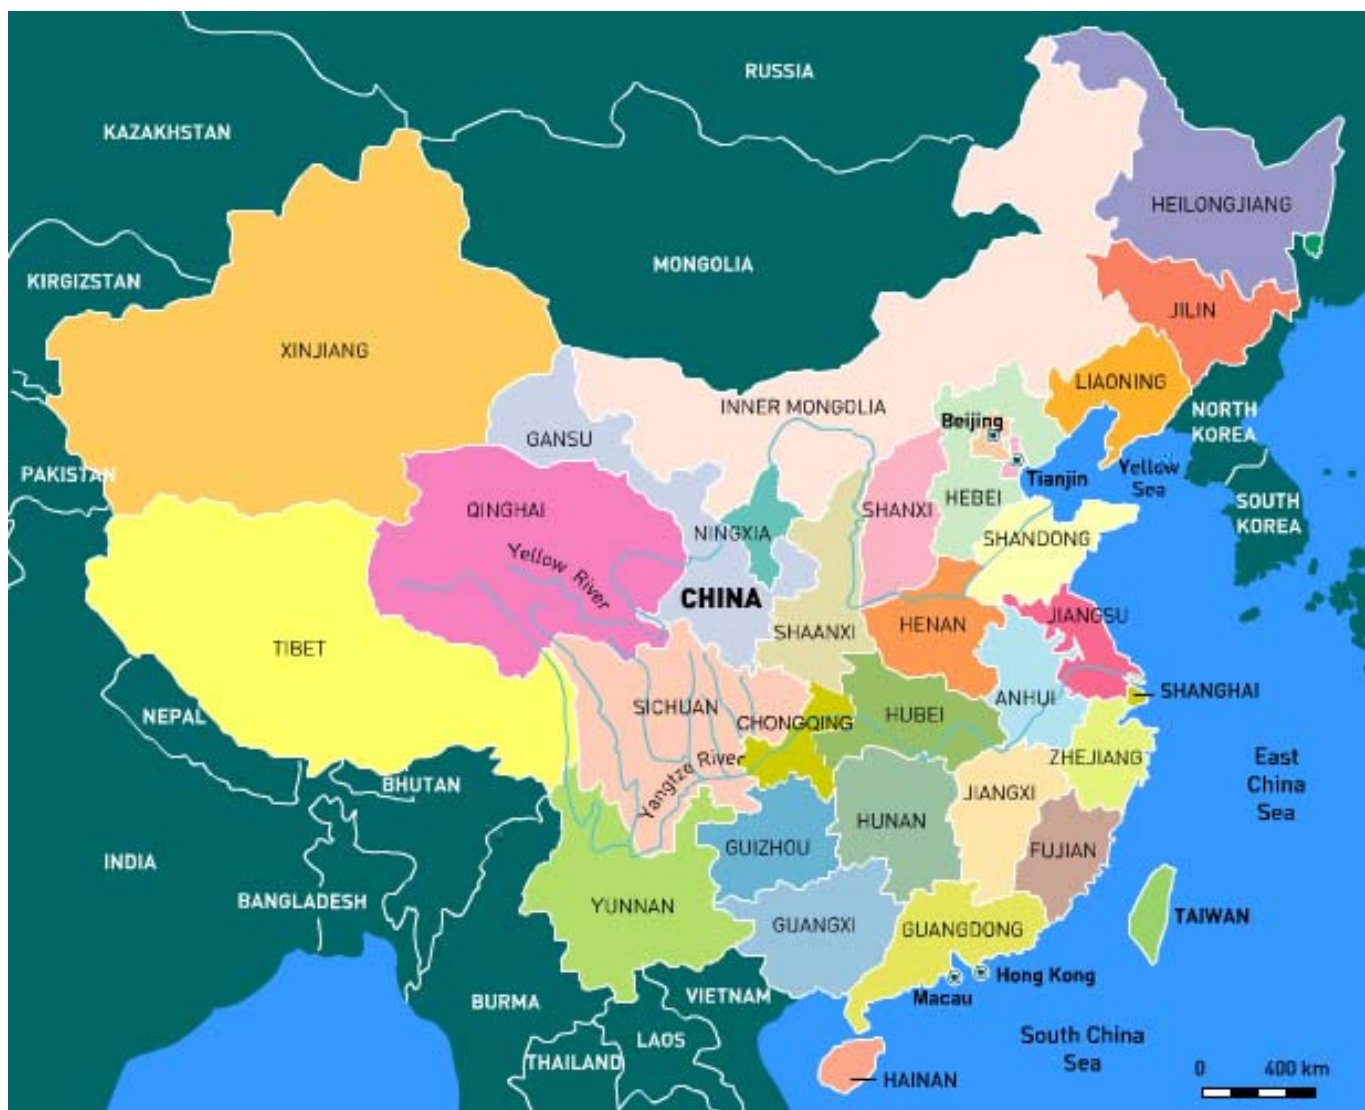 RUSSIA
KAZAKHSTAN
HEILONGJIANG
MONGOLIA
KIRGIZSTAN
JILIN
XINJIANG
LIAONING
INNER MONGOLIA
NORTH
KOREA
Beijing
GANSU
PAKISTAN
Tianjin
Yellow
Sea
HEBEI
SHANXI
QINGHAI
SOUTH
KOREA
NINGXIA
SHANDONG
Yellow River
CHINA
JIANGSU
HENAN
SHAANXI
TIBET
SHANGHAI
ANHUI
SICHUAN
NEPAL
HUBEI
CHONGQING
ZHEJIANG
East
China
Sea
Yangtze River
BHUTAN
JIANGXI
HUNAN
GUIZHOU
FUJIAN
INDIA
BANGLADESH
YUNNAN
TAIWAN
GUANGXI
GUANGDONG
Hong Kong
Macau
VIETNAM
BURMA
LAOS
South China
Sea
THAILAND
HAINAN
0 400 km